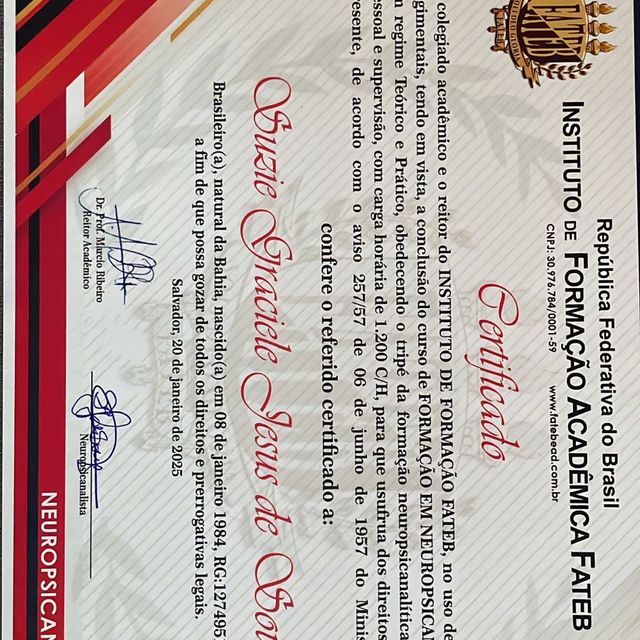 República Federativa do Brasil
INSTITUTO DE FORMAÇÃO ACADÊMICA FATEB
CNPJ: 30.976.784/0001-59 www.fatebead.com.br
FATEB
FATEB
Certificado
colegiado acadêmico e o reitor do INSTITUTO DE FORMAÇÃO FATEB, no uso de
gimentais, tendo em vista, a conclusão do curso de FORMAÇÃO EM NEUROPSICAN
m regime Teórico e Prático, obedecendo o tripé da formação neuropsicanalítica
essoal e supervisão, com carga horária de 1.200 C/H, para que usufrua dos direitos
resente, de acordo com o aviso 257/57 de 06 de junho de 1957 do Minis
confere o referido certificado a:
Suzie Graciele Jesus de Sou
Brasileiro(a), natural da Bahia, nascido(a) em 08 de janeiro 1984, RG:127495
a fim de que possa gozar de todos os direitos e prerrogativas legais.
Salvador, 20 de janeiro de 2025
Dr. Prof. Marcio Ribeiro
Reitor Acadêmico
Neuropsicanalista
NEUROPSICAN